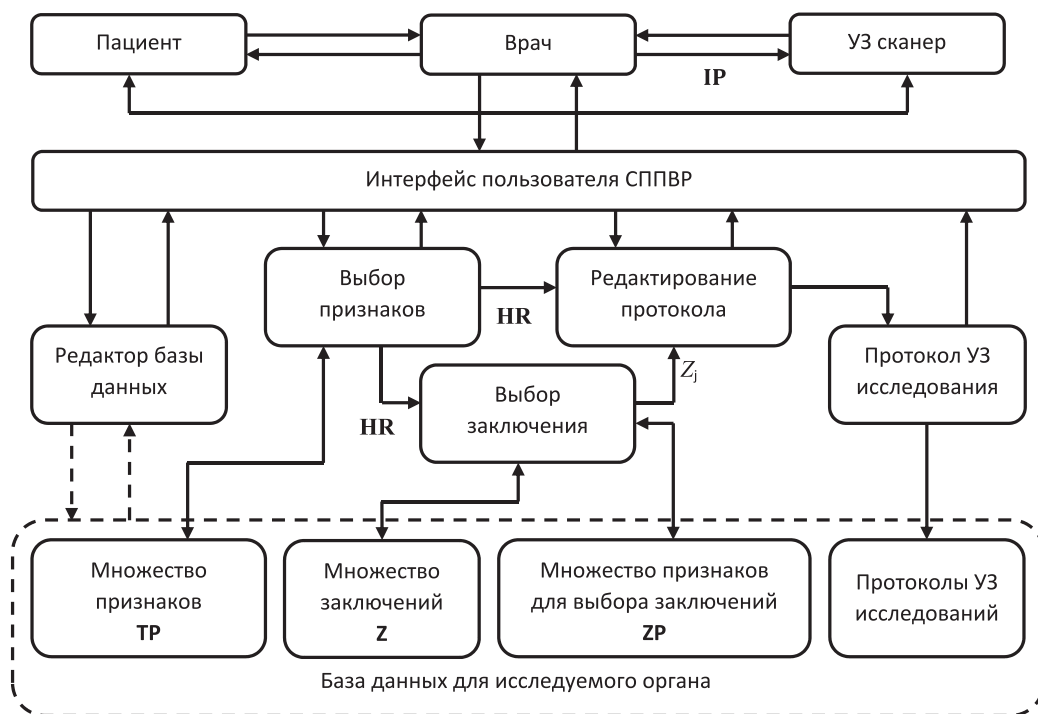 Пациент
Врач
УЗ сканер
IP
Интерфейс пользователя СППВР
Выбор
признаков
HR
Редактирование
протокола
Редактор базы
данных
Протокол УЗ
исследования
HR
Выбор
заключения
Zj
Множество
признаков
TP
Множество
заключений
Z
Множество признаков
для выбора заключений
ZP
Протоколы УЗ
исследований
База данных для исследуемого органа